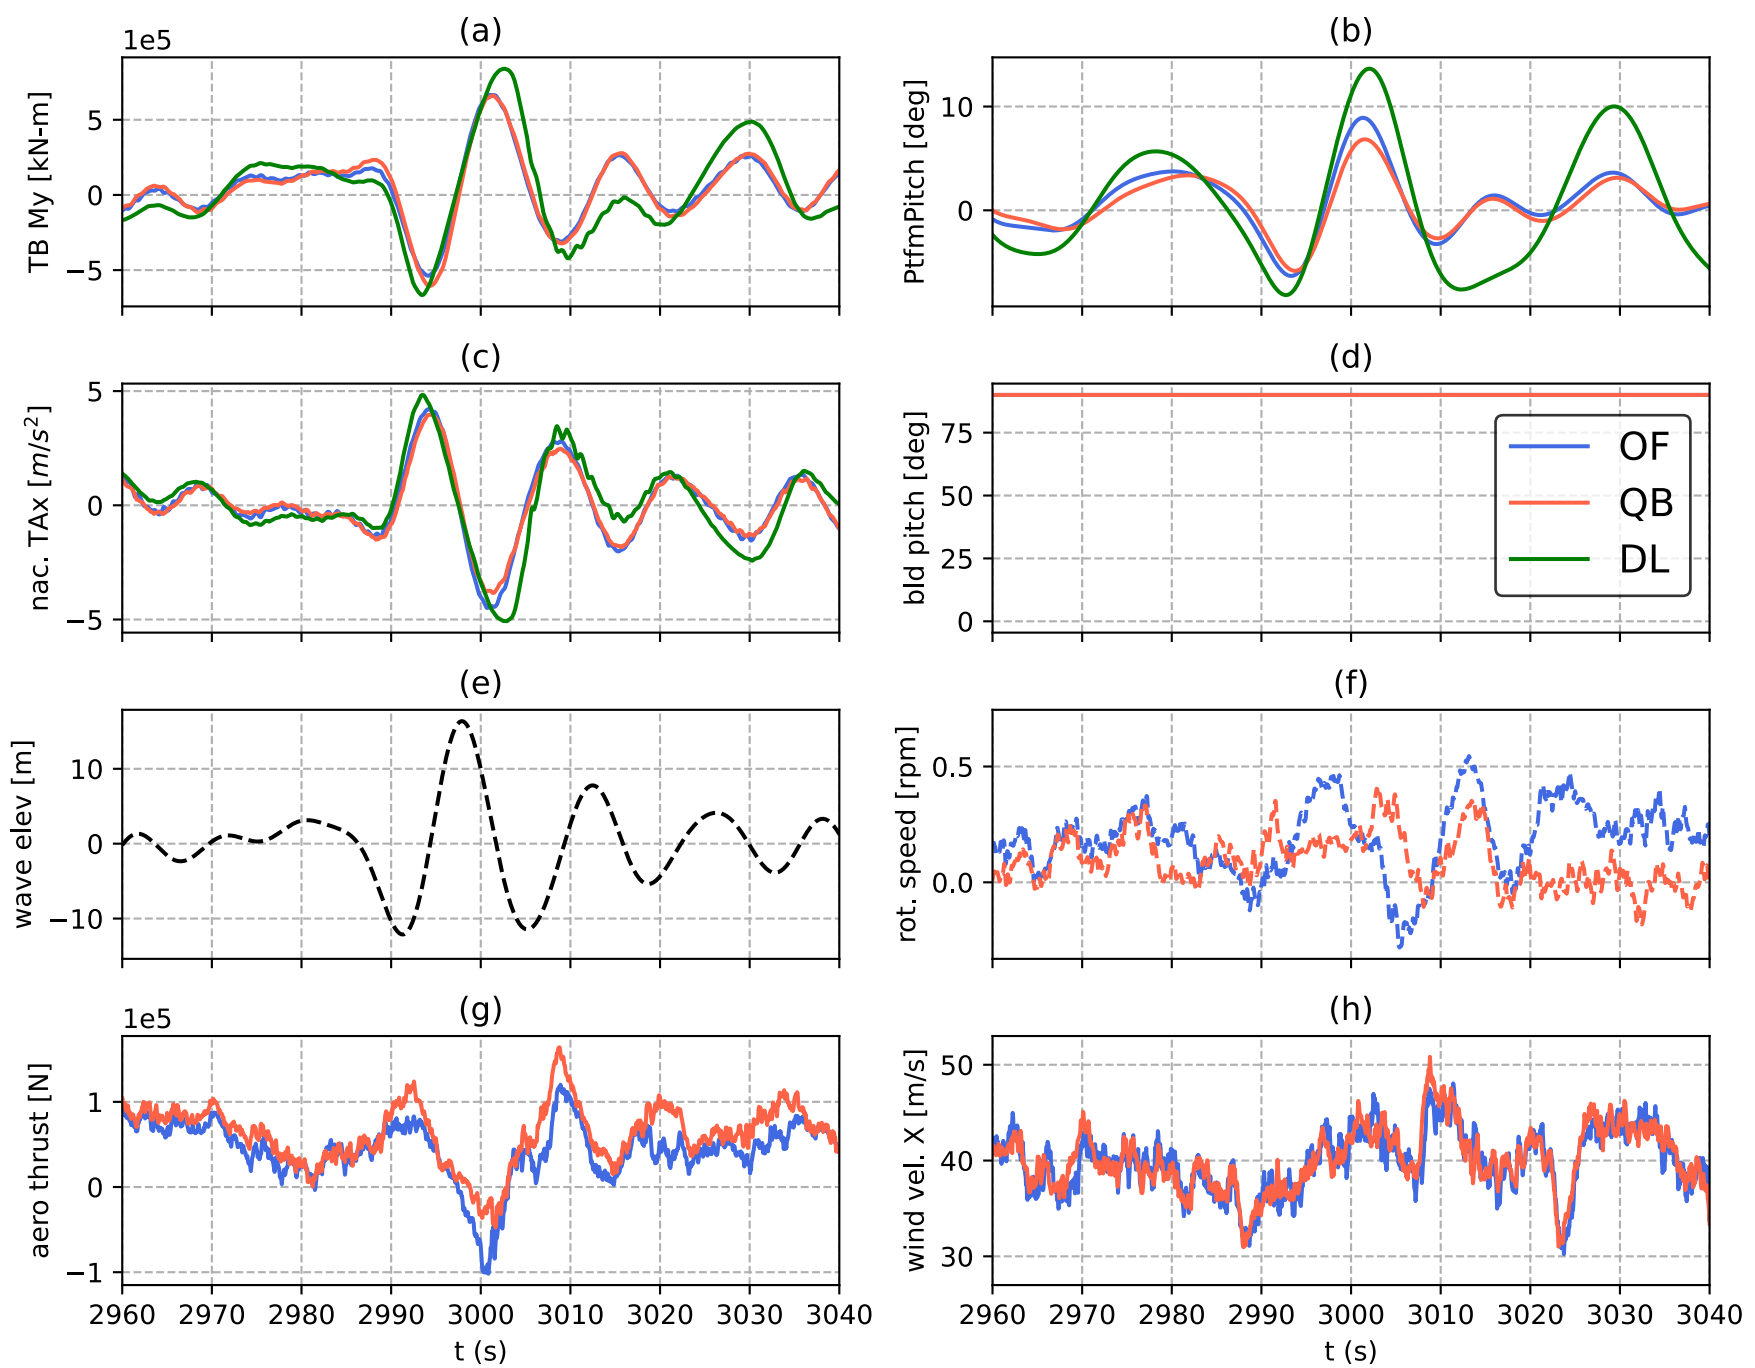 (a)
1e5
TB My [kN-m]
5
0
−5
(b)
PtfmPitch [deg]
10
0
(c)
nac. TAx [m/s²]
5
0
−5
(d)
bld pitch [deg]
75
50
25
0
OF
QB
DL
(e)
wave elev [m]
10
0
−10
(f)
rot. speed [rpm]
0.5
0.0
(g)
1e5
aero thrust [N]
1
0
−1
2960 2970 2980 2990 3000 3010 3020 3030 3040
t (s)
(h)
wind vel. X [m/s]
50
40
30
2960 2970 2980 2990 3000 3010 3020 3030 3040
t (s)